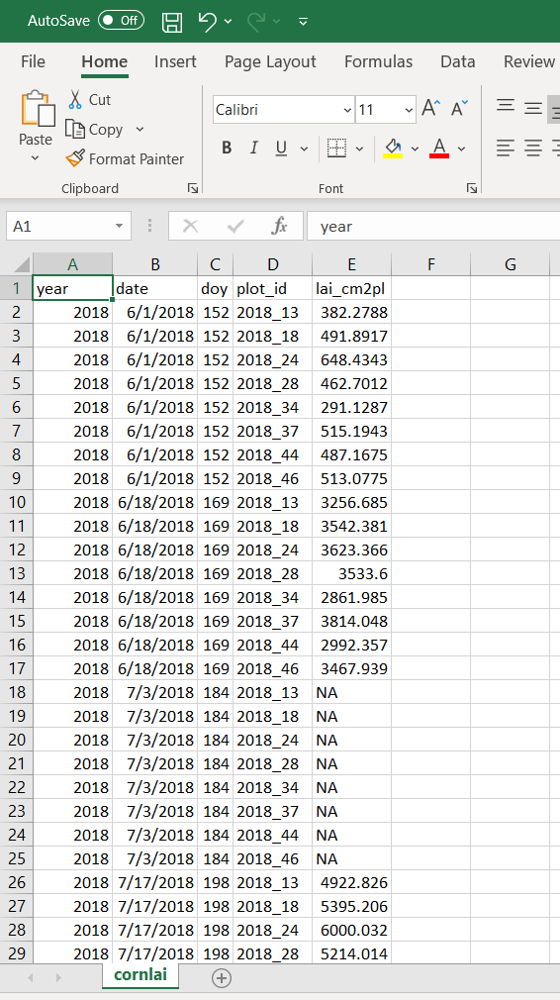 AutoSave Off
File Home Insert Page Layout Formulas Data Review
Paste Cut Copy Format Painter Calibri 11 A A
B I U A
Clipboard Font
A1 fx year
A B C D E F G
1 year date doy plot_id lai_cm2pl
2 2018 6/1/2018 152 2018_13 382.2788
3 2018 6/1/2018 152 2018_18 491.8917
4 2018 6/1/2018 152 2018_24 648.4343
5 2018 6/1/2018 152 2018_28 462.7012
6 2018 6/1/2018 152 2018_34 291.1287
7 2018 6/1/2018 152 2018_37 515.1943
8 2018 6/1/2018 152 2018_44 487.1675
9 2018 6/1/2018 152 2018_46 513.0775
10 2018 6/18/2018 169 2018_13 3256.685
11 2018 6/18/2018 169 2018_18 3542.381
12 2018 6/18/2018 169 2018_24 3623.366
13 2018 6/18/2018 169 2018_28 3533.6
14 2018 6/18/2018 169 2018_34 2861.985
15 2018 6/18/2018 169 2018_37 3814.048
16 2018 6/18/2018 169 2018_44 2992.357
17 2018 6/18/2018 169 2018_46 3467.939
18 2018 7/3/2018 184 2018_13 NA
19 2018 7/3/2018 184 2018_18 NA
20 2018 7/3/2018 184 2018_24 NA
21 2018 7/3/2018 184 2018_28 NA
22 2018 7/3/2018 184 2018_34 NA
23 2018 7/3/2018 184 2018_37 NA
24 2018 7/3/2018 184 2018_44 NA
25 2018 7/3/2018 184 2018_46 NA
26 2018 7/17/2018 198 2018_13 4922.826
27 2018 7/17/2018 198 2018_18 5395.206
28 2018 7/17/2018 198 2018_24 6000.032
29 2018 7/17/2018 198 2018_28 5214.014
cornlai